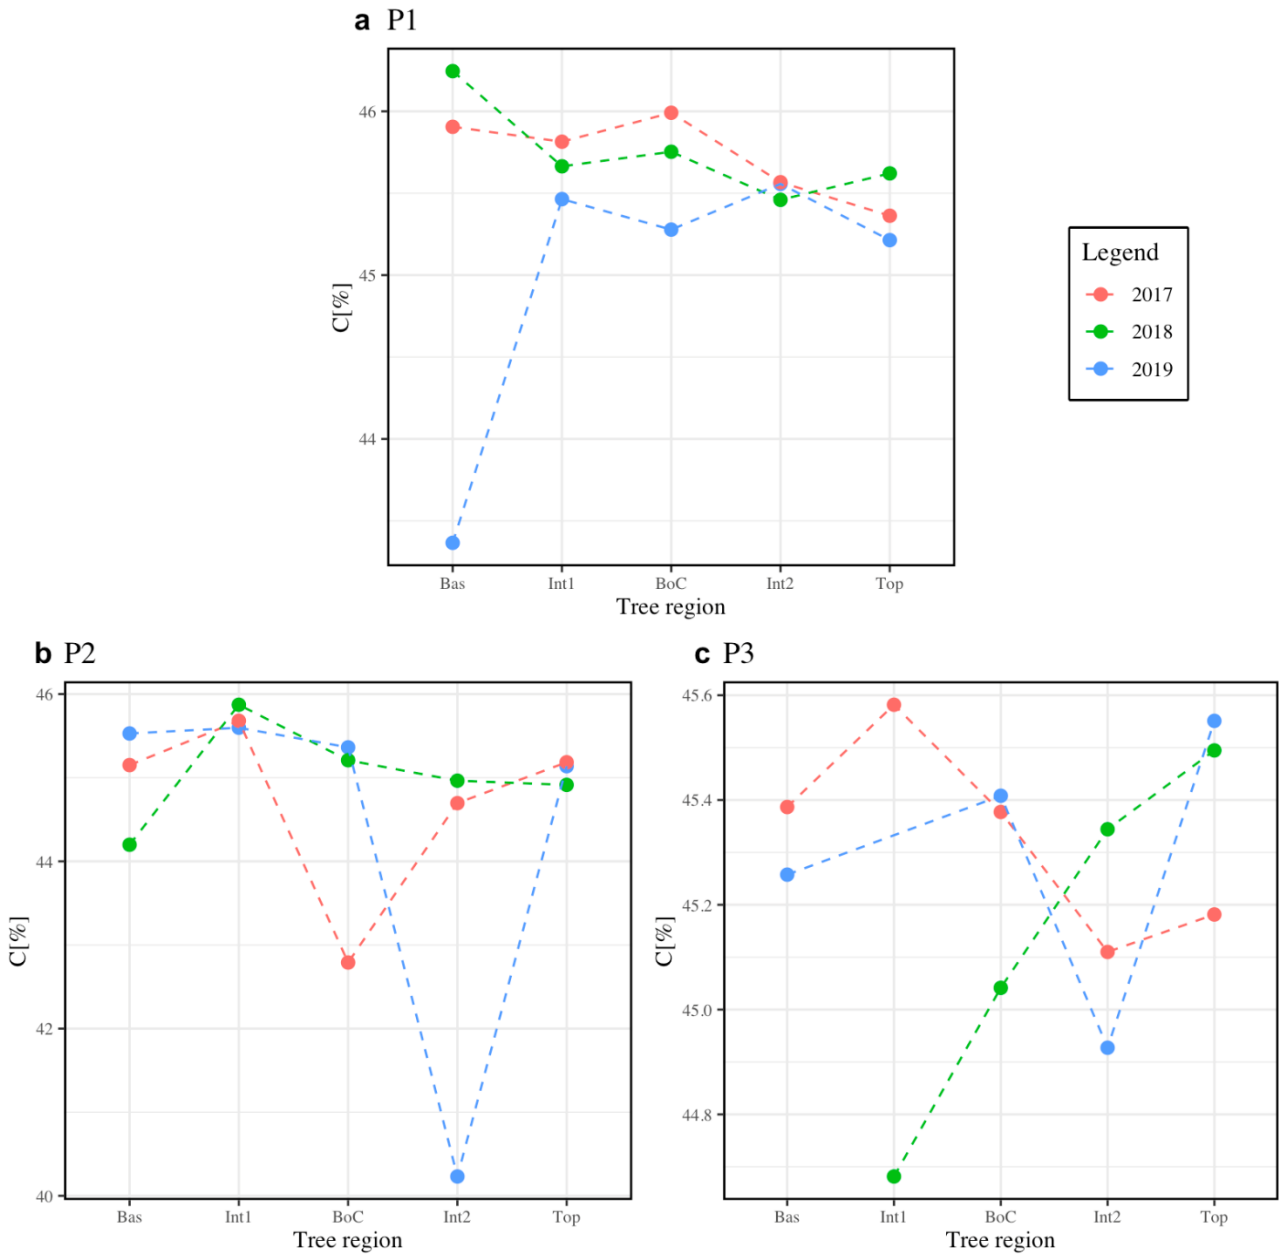 a P1
46
45
44
C[%]
Bas Int1 BoC Int2 Top
Tree region
Legend
2017
2018
2019
b P2
46
44
42
40
C[%]
Bas Int1 BoC Int2 Top
Tree region
c P3
45.6
45.4
45.2
45.0
44.8
C[%]
Bas Int1 BoC Int2 Top
Tree region